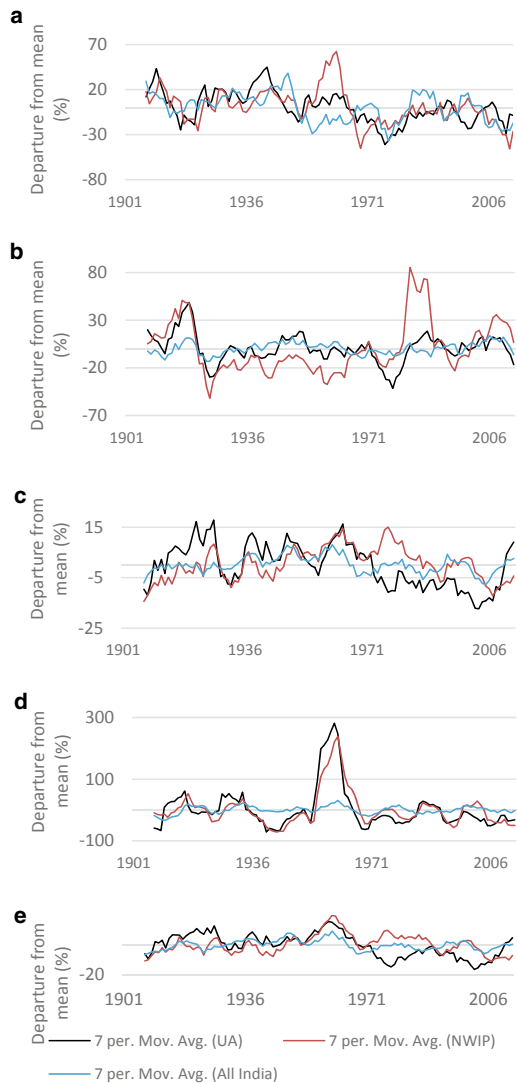 a
Departure from mean (%)
70
20
-30
-80
1901 1936 1971 2006
b
Departure from mean (%)
80
30
-20
-70
1901 1936 1971 2006
c
Departure from mean (%)
15
-5
-25
1901 1936 1971 2006
d
Departure from mean (%)
300
100
-100
1901 1936 1971 2006
e
Departure from mean (%)
-20
1901 1936 1971 2006
7 per. Mov. Avg. (UA) 7 per. Mov. Avg. (NWIP)
7 per. Mov. Avg. (All India)